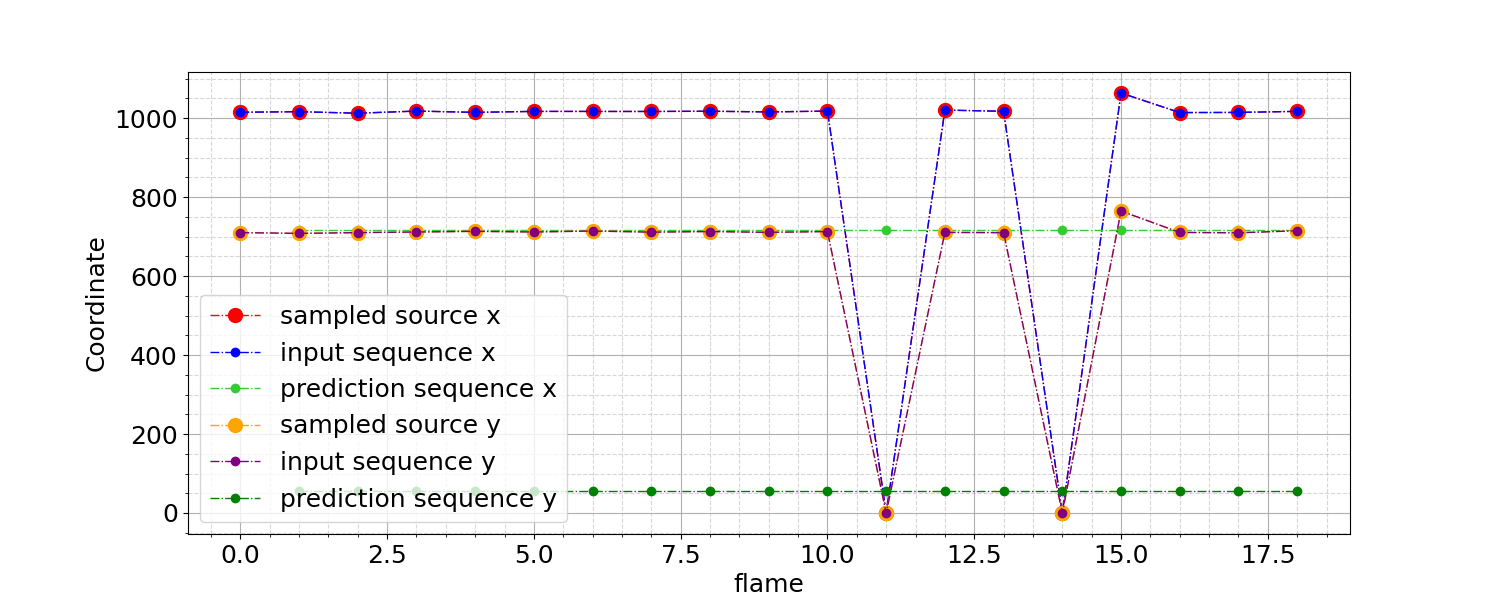 1000
800
600
400
200
0
Coordinate
sampled source x
input sequence x
prediction sequence x
sampled source y
input sequence y
prediction sequence y
0.0 2.5 5.0 7.5 10.0 12.5 15.0 17.5
flame